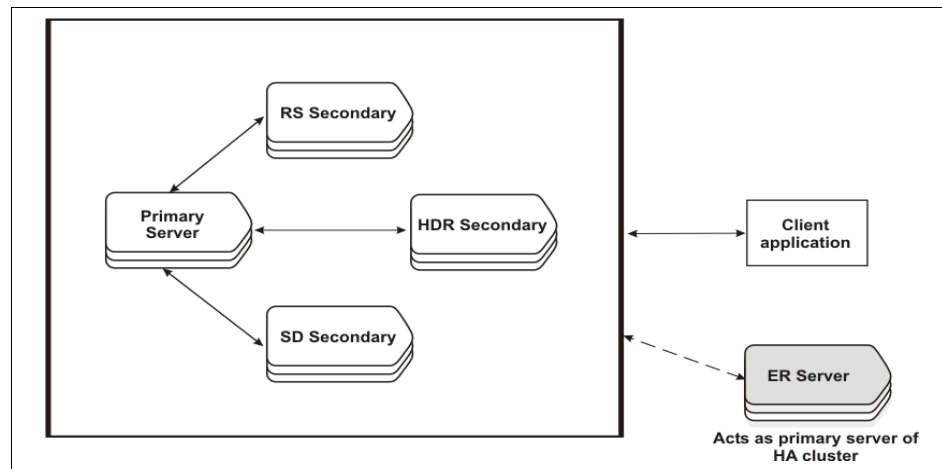 RS Secondary
Primary
Server
HDR Secondary
Client
application
SD Secondary
ER Server
Acts as primary server of
HA cluster